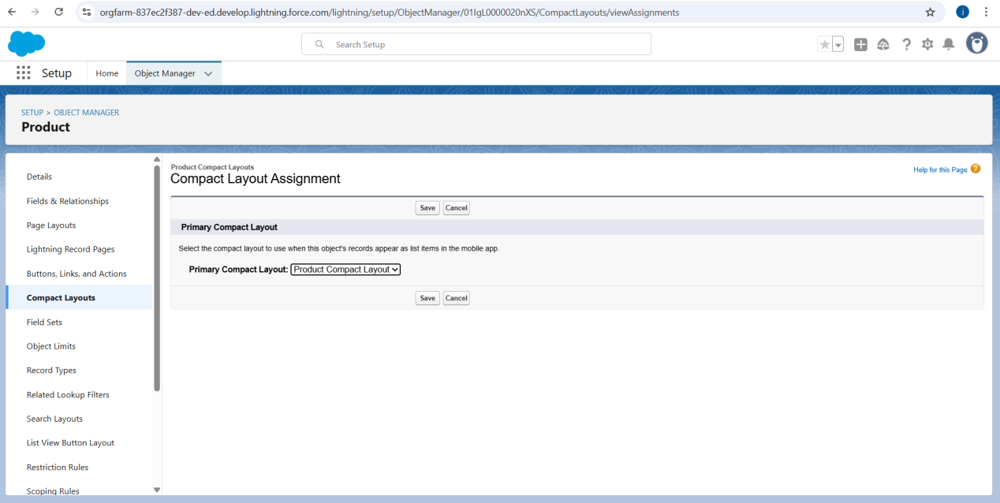 orgfarm-837ec2f387-dev-ed.develop.lightning.force.com/lightning/setup/ObjectManager/01IgL0000020nXS/CompactLayouts/viewAssignments
j
Search Setup
Setup
Home
Object Manager
SETUP > OBJECT MANAGER
Product
Details
Fields & Relationships
Page Layouts
Lightning Record Pages
Buttons, Links, and Actions
Compact Layouts
Field Sets
Object Limits
Record Types
Related Lookup Filters
Search Layouts
List View Button Layout
Restriction Rules
Scoping Rules
Product Compact Layouts
Compact Layout Assignment
Help for this Page ?
Save Cancel
Primary Compact Layout
Select the compact layout to use when this object's records appear as list items in the mobile app.
Primary Compact Layout: Product Compact Layout
Save Cancel